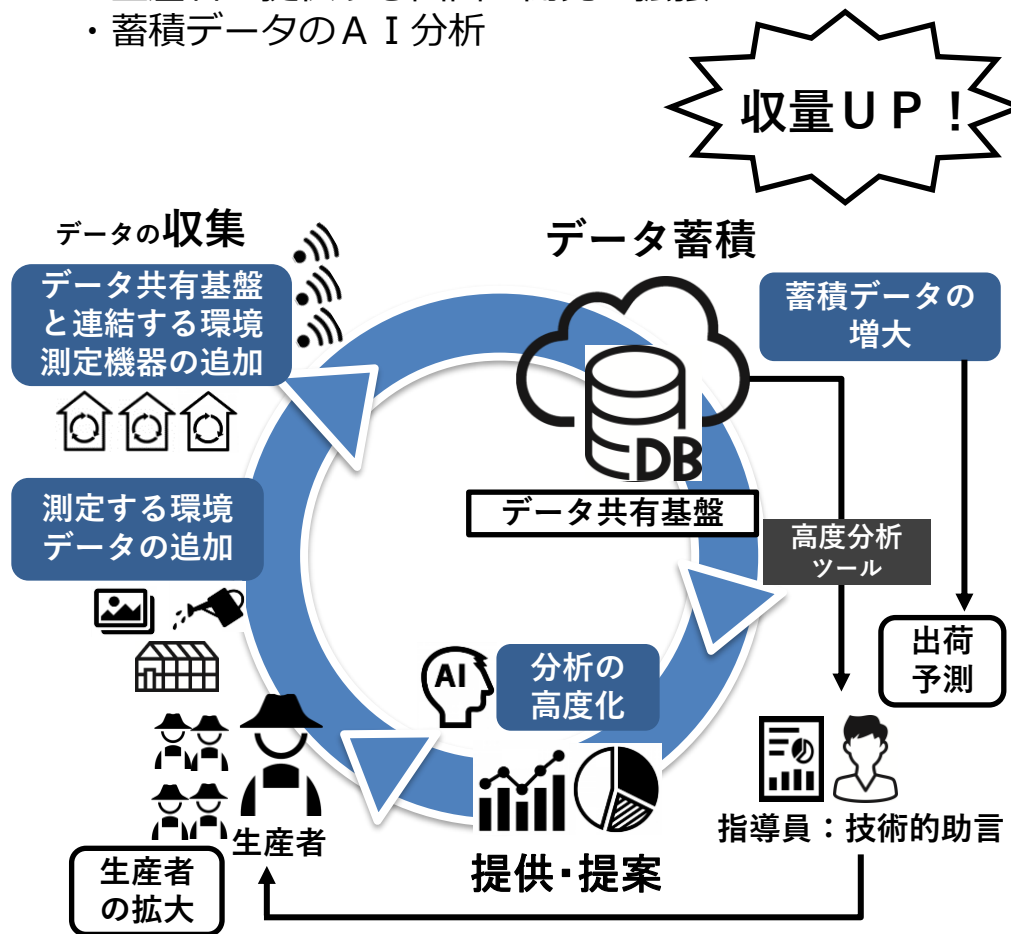 ・蓄積データのＡＩ分析
収量ＵＰ！
データの収集
データ共有基盤
と連結する環境
測定機器の追加
データ蓄積
蓄積データの
増大
DB
データ共有基盤
測定する環境
データの追加
高度分析
ツール
出荷
予測
AI
分析の
高度化
生産者
指導員：技術的助言
提供・提案
生産者
の拡大